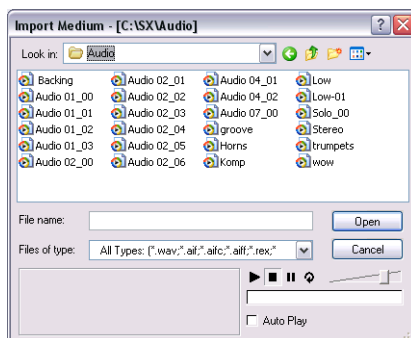 Import Medium - [C:\SX\Audio]
Look in: Audio
Backing Audio 02_01 Audio 04_01 Low
Audio 01_00 Audio 02_02 Audio 04_02 Low-01
Audio 01_01 Audio 02_03 Audio 07_00 Solo_00
Audio 01_02 Audio 02_04 groove Stereo
Audio 01_03 Audio 02_05 Horns trumpets
Audio 02_00 Audio 02_06 Komp wow
File name: Open
Files of type: All Types: (*.wav;*.aif;*.aifc;*.aiff;*.rex;* Cancel
Auto Play